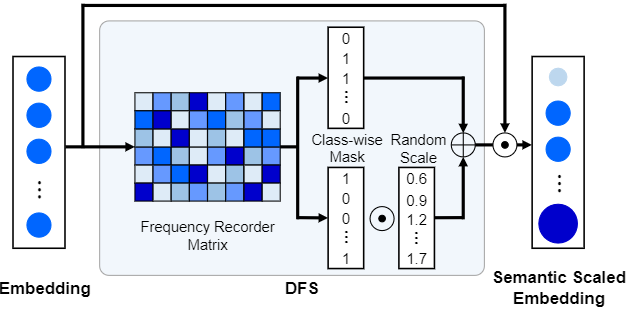 0
1
1
⋮
0
Class-wise
Mask
Random
Scale
1
0
0
⋮
1
0.6
0.9
1.2
⋮
1.7
Frequency Recorder
Matrix
Embedding
DFS
Semantic Scaled
Embedding